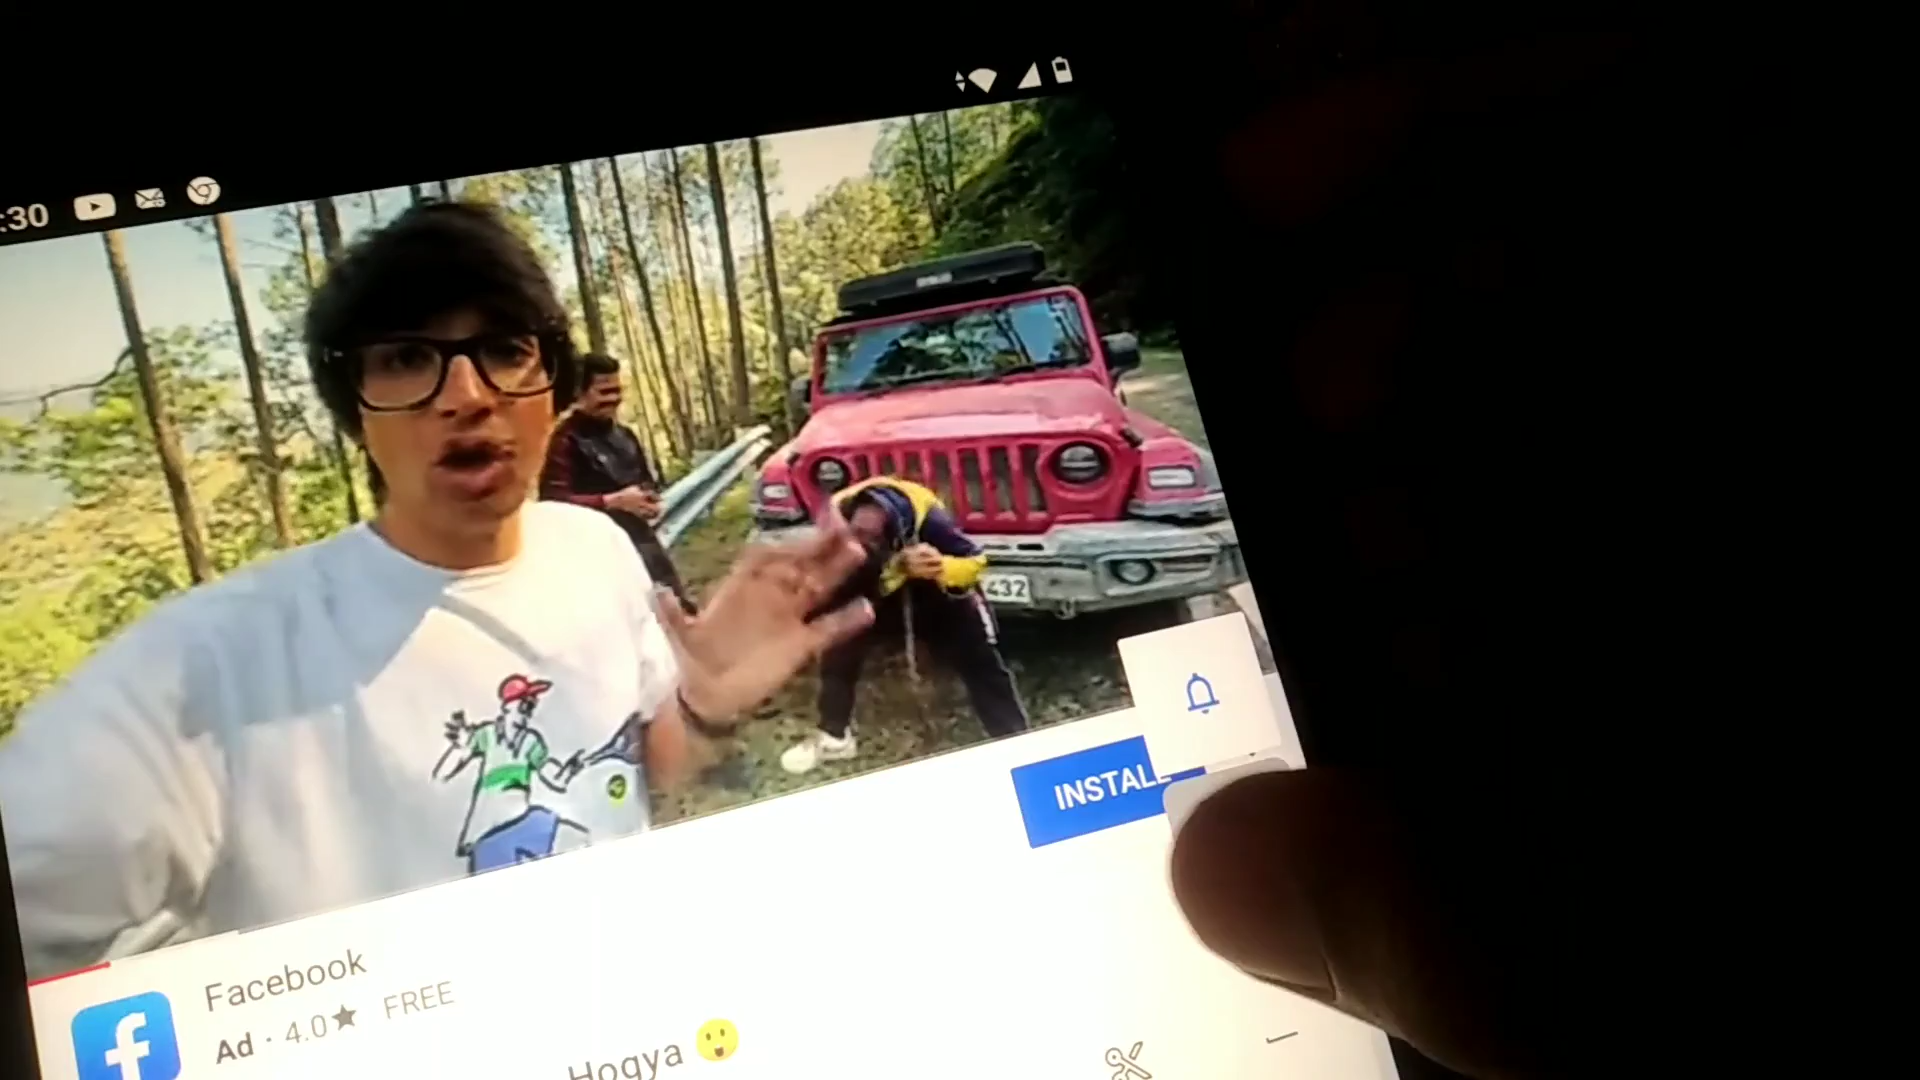 :30
432
INSTALL
Facebook
Ad · 4.0★ FREE
Hogya 😲